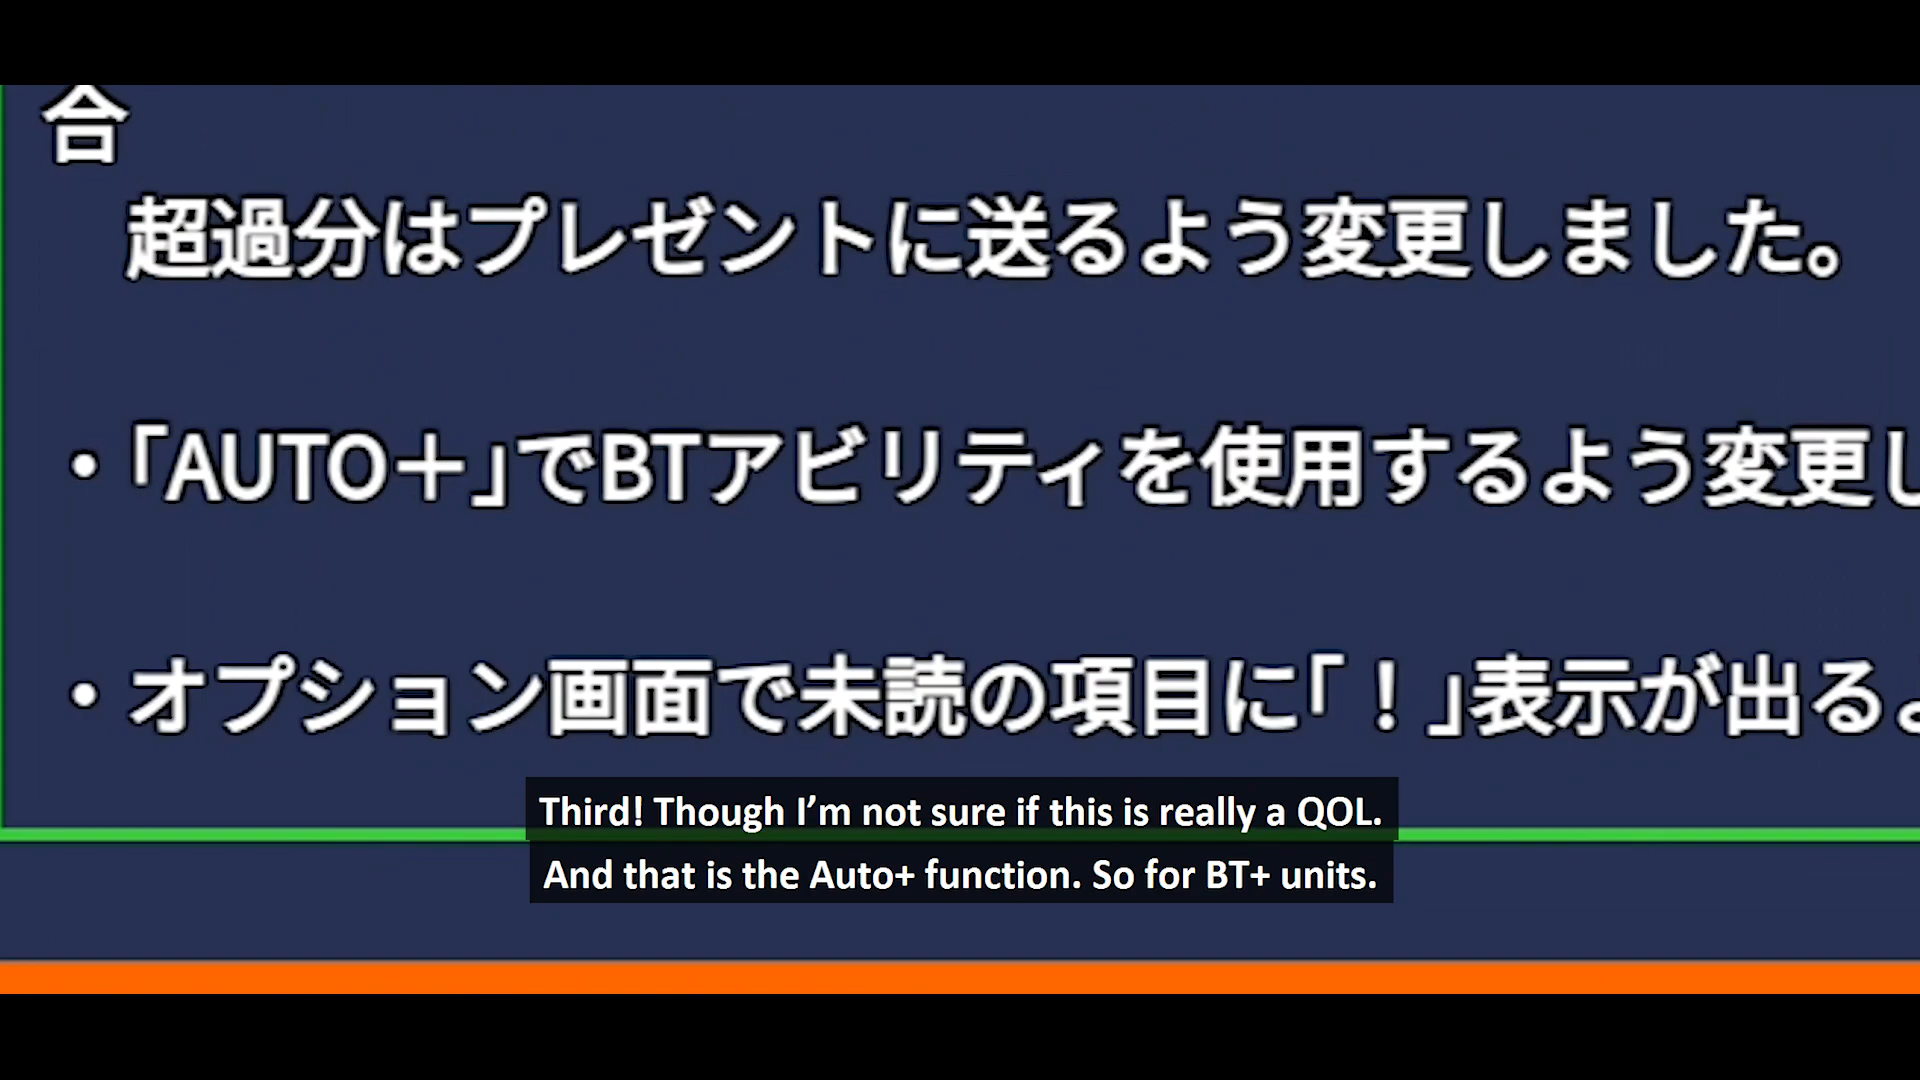 合
超過分はプレゼントに送るよう変更しました。
・「AUTO＋」でBTアビリティを使用するよう変更し
・オプション画面で未読の項目に「！」表示が出るよ
Third! Though I’m not sure if this is really a QOL.
And that is the Auto+ function. So for BT+ units.